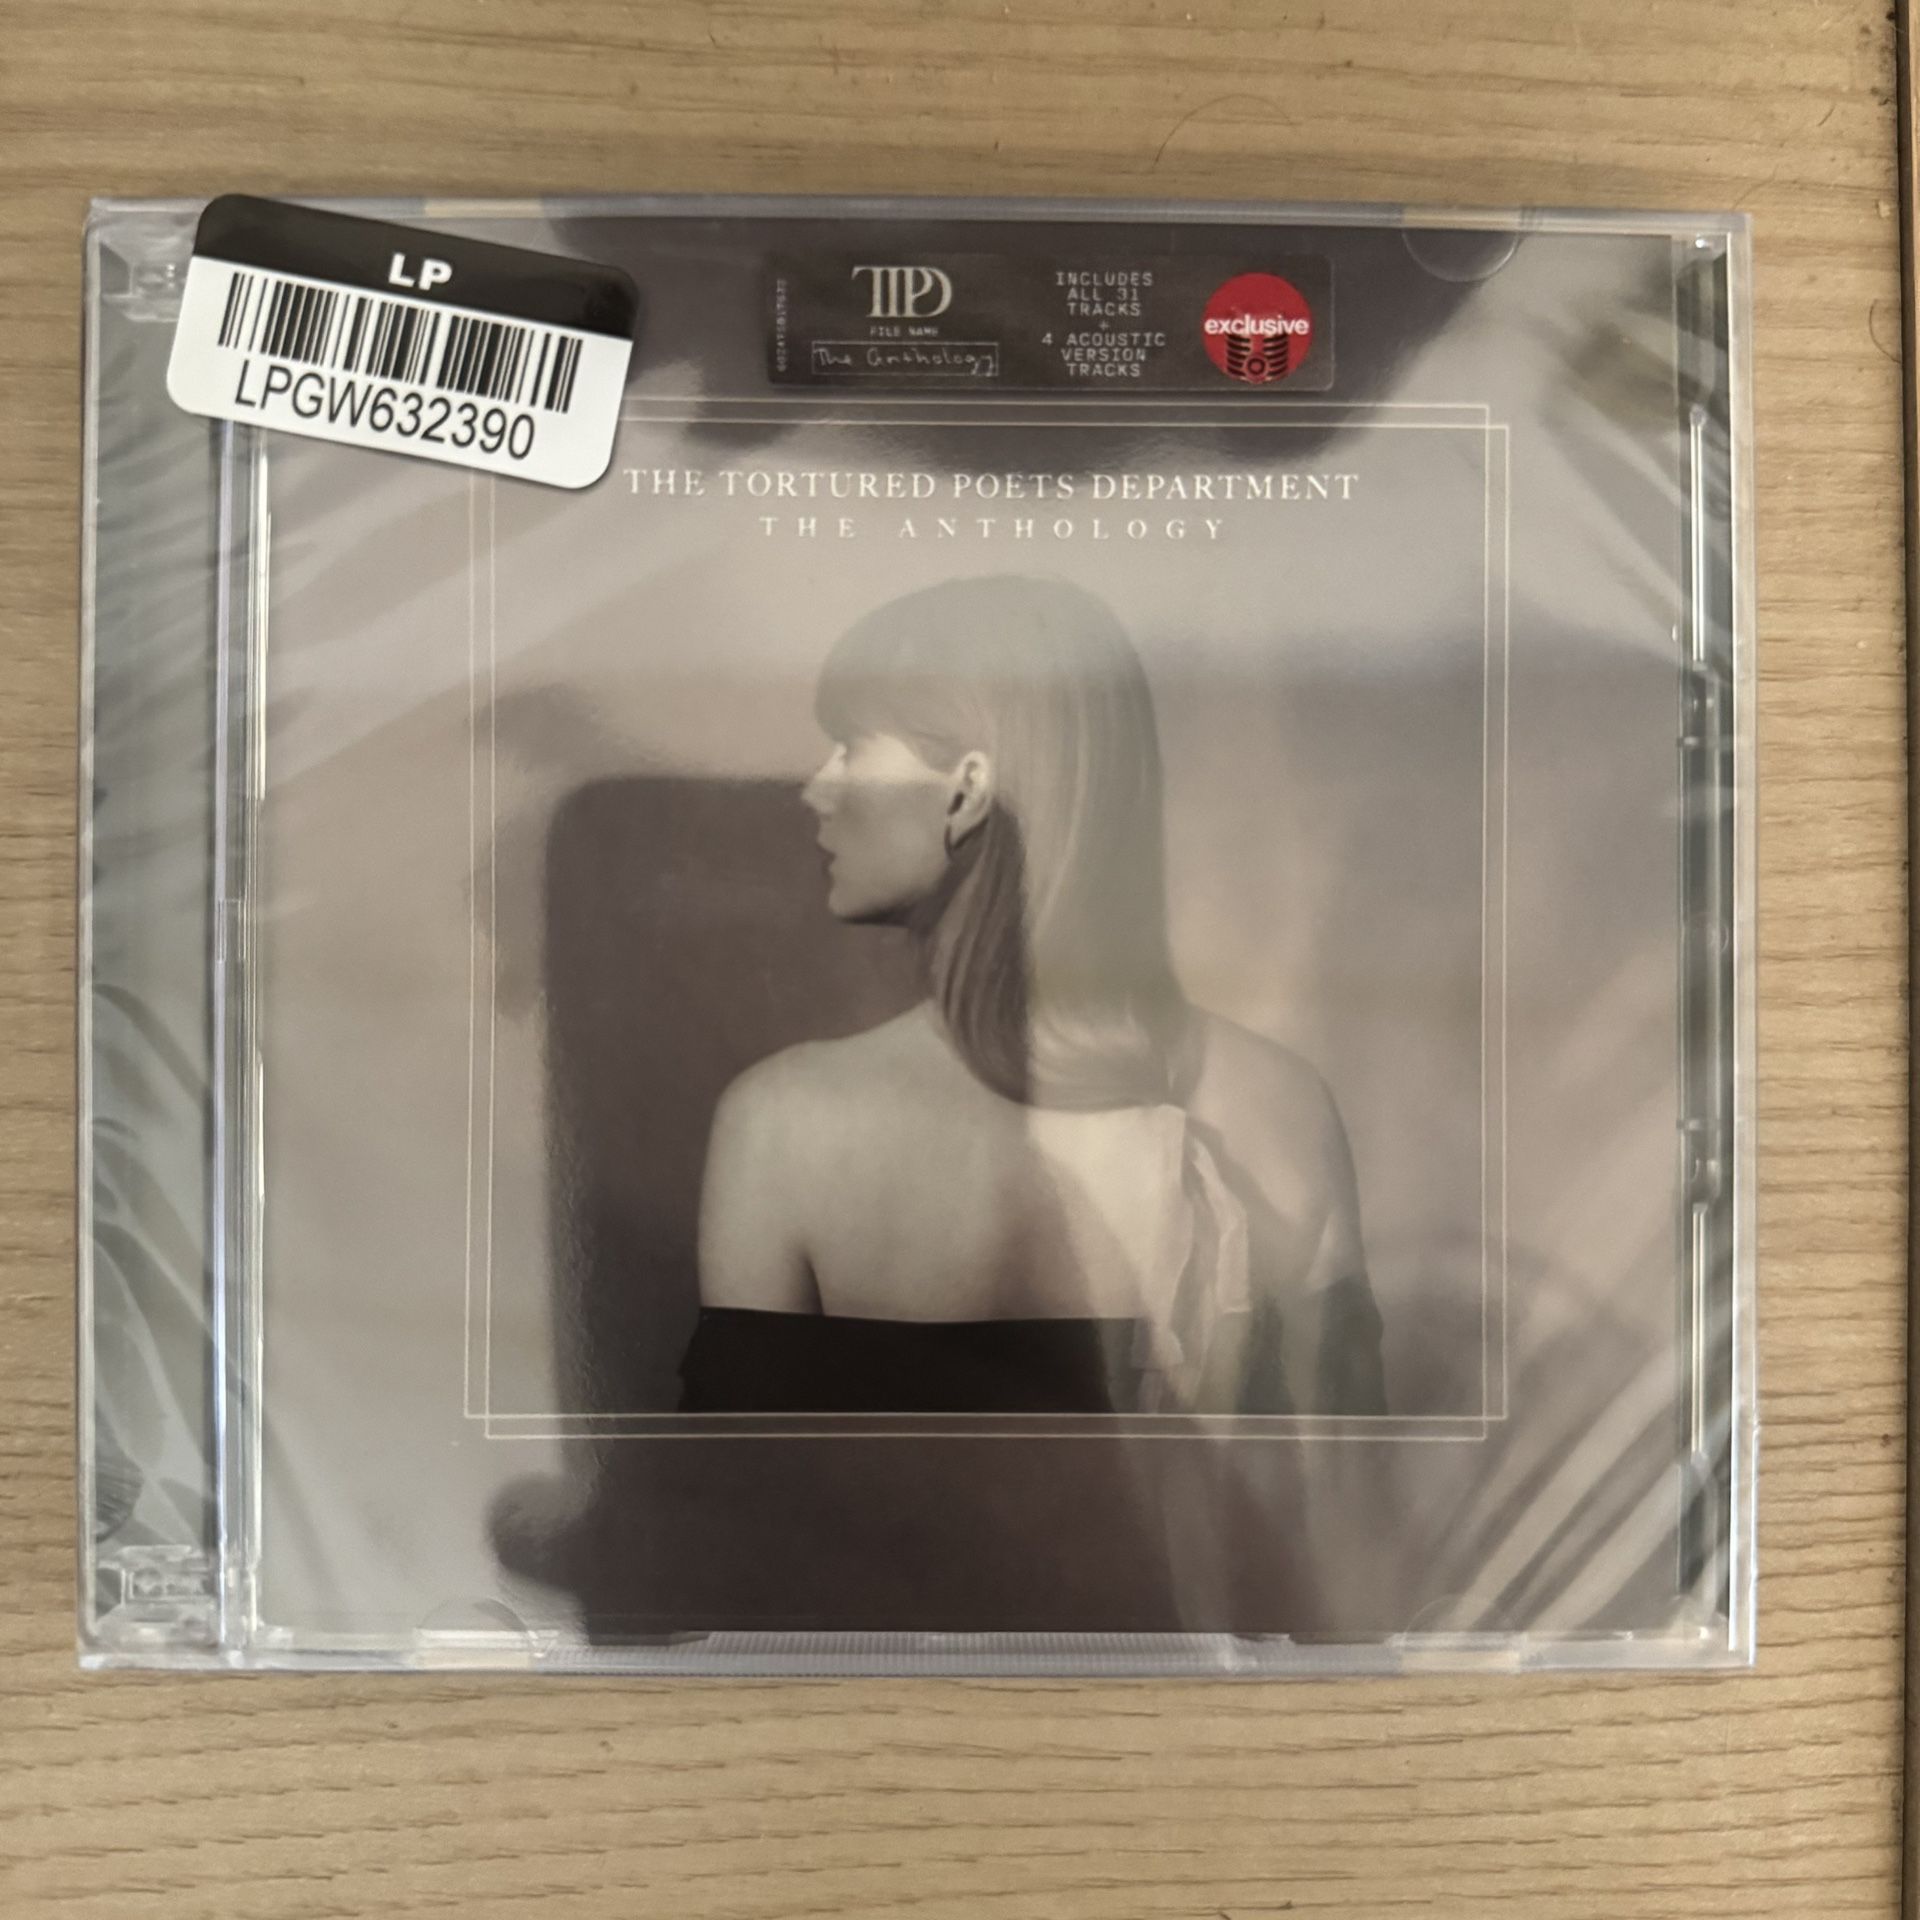 LP
LPGW632390
TTPD
FILE NAME
The Anthology
INCLUDES
ALL 31
TRACKS
+
4 ACOUSTIC
VERSION
TRACKS
exclusive
THE TORTURED POETS DEPARTMENT
THE ANTHOLOGY